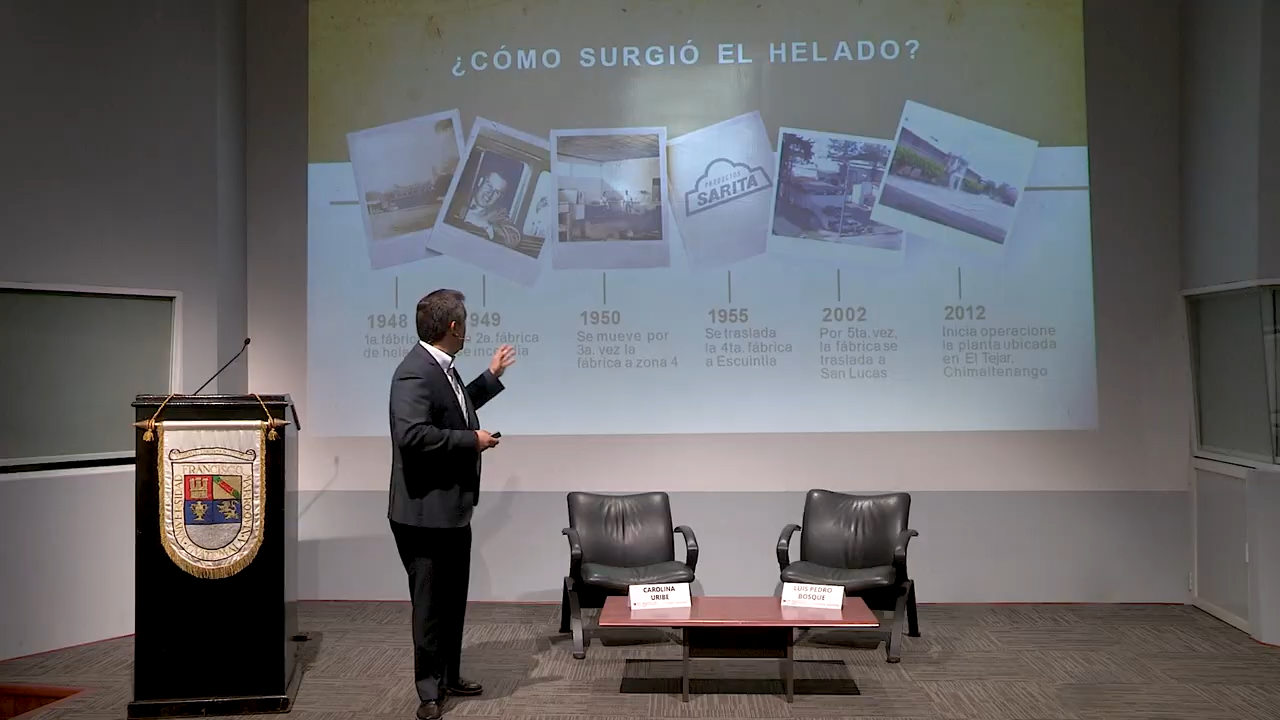 ¿CÓMO SURGIÓ EL HELADO?
PRODUCTOS
SARITA
1948
1a. fábric
de hel
949
2a. fábrica
1950
Se mueve por
3a. vez la
fábrica a zona 4
1955
Se traslada
la 4ta. fábrica
a Escuintla
2002
Por 5ta. vez,
la fábrica se
traslada a
San Lucas
2012
Inicia operacione
la planta ubicada
en El Tejar,
Chimaltenango
FRANCISCO
CAROLINA
URIBE
LUIS PEDRO
BOSQUE